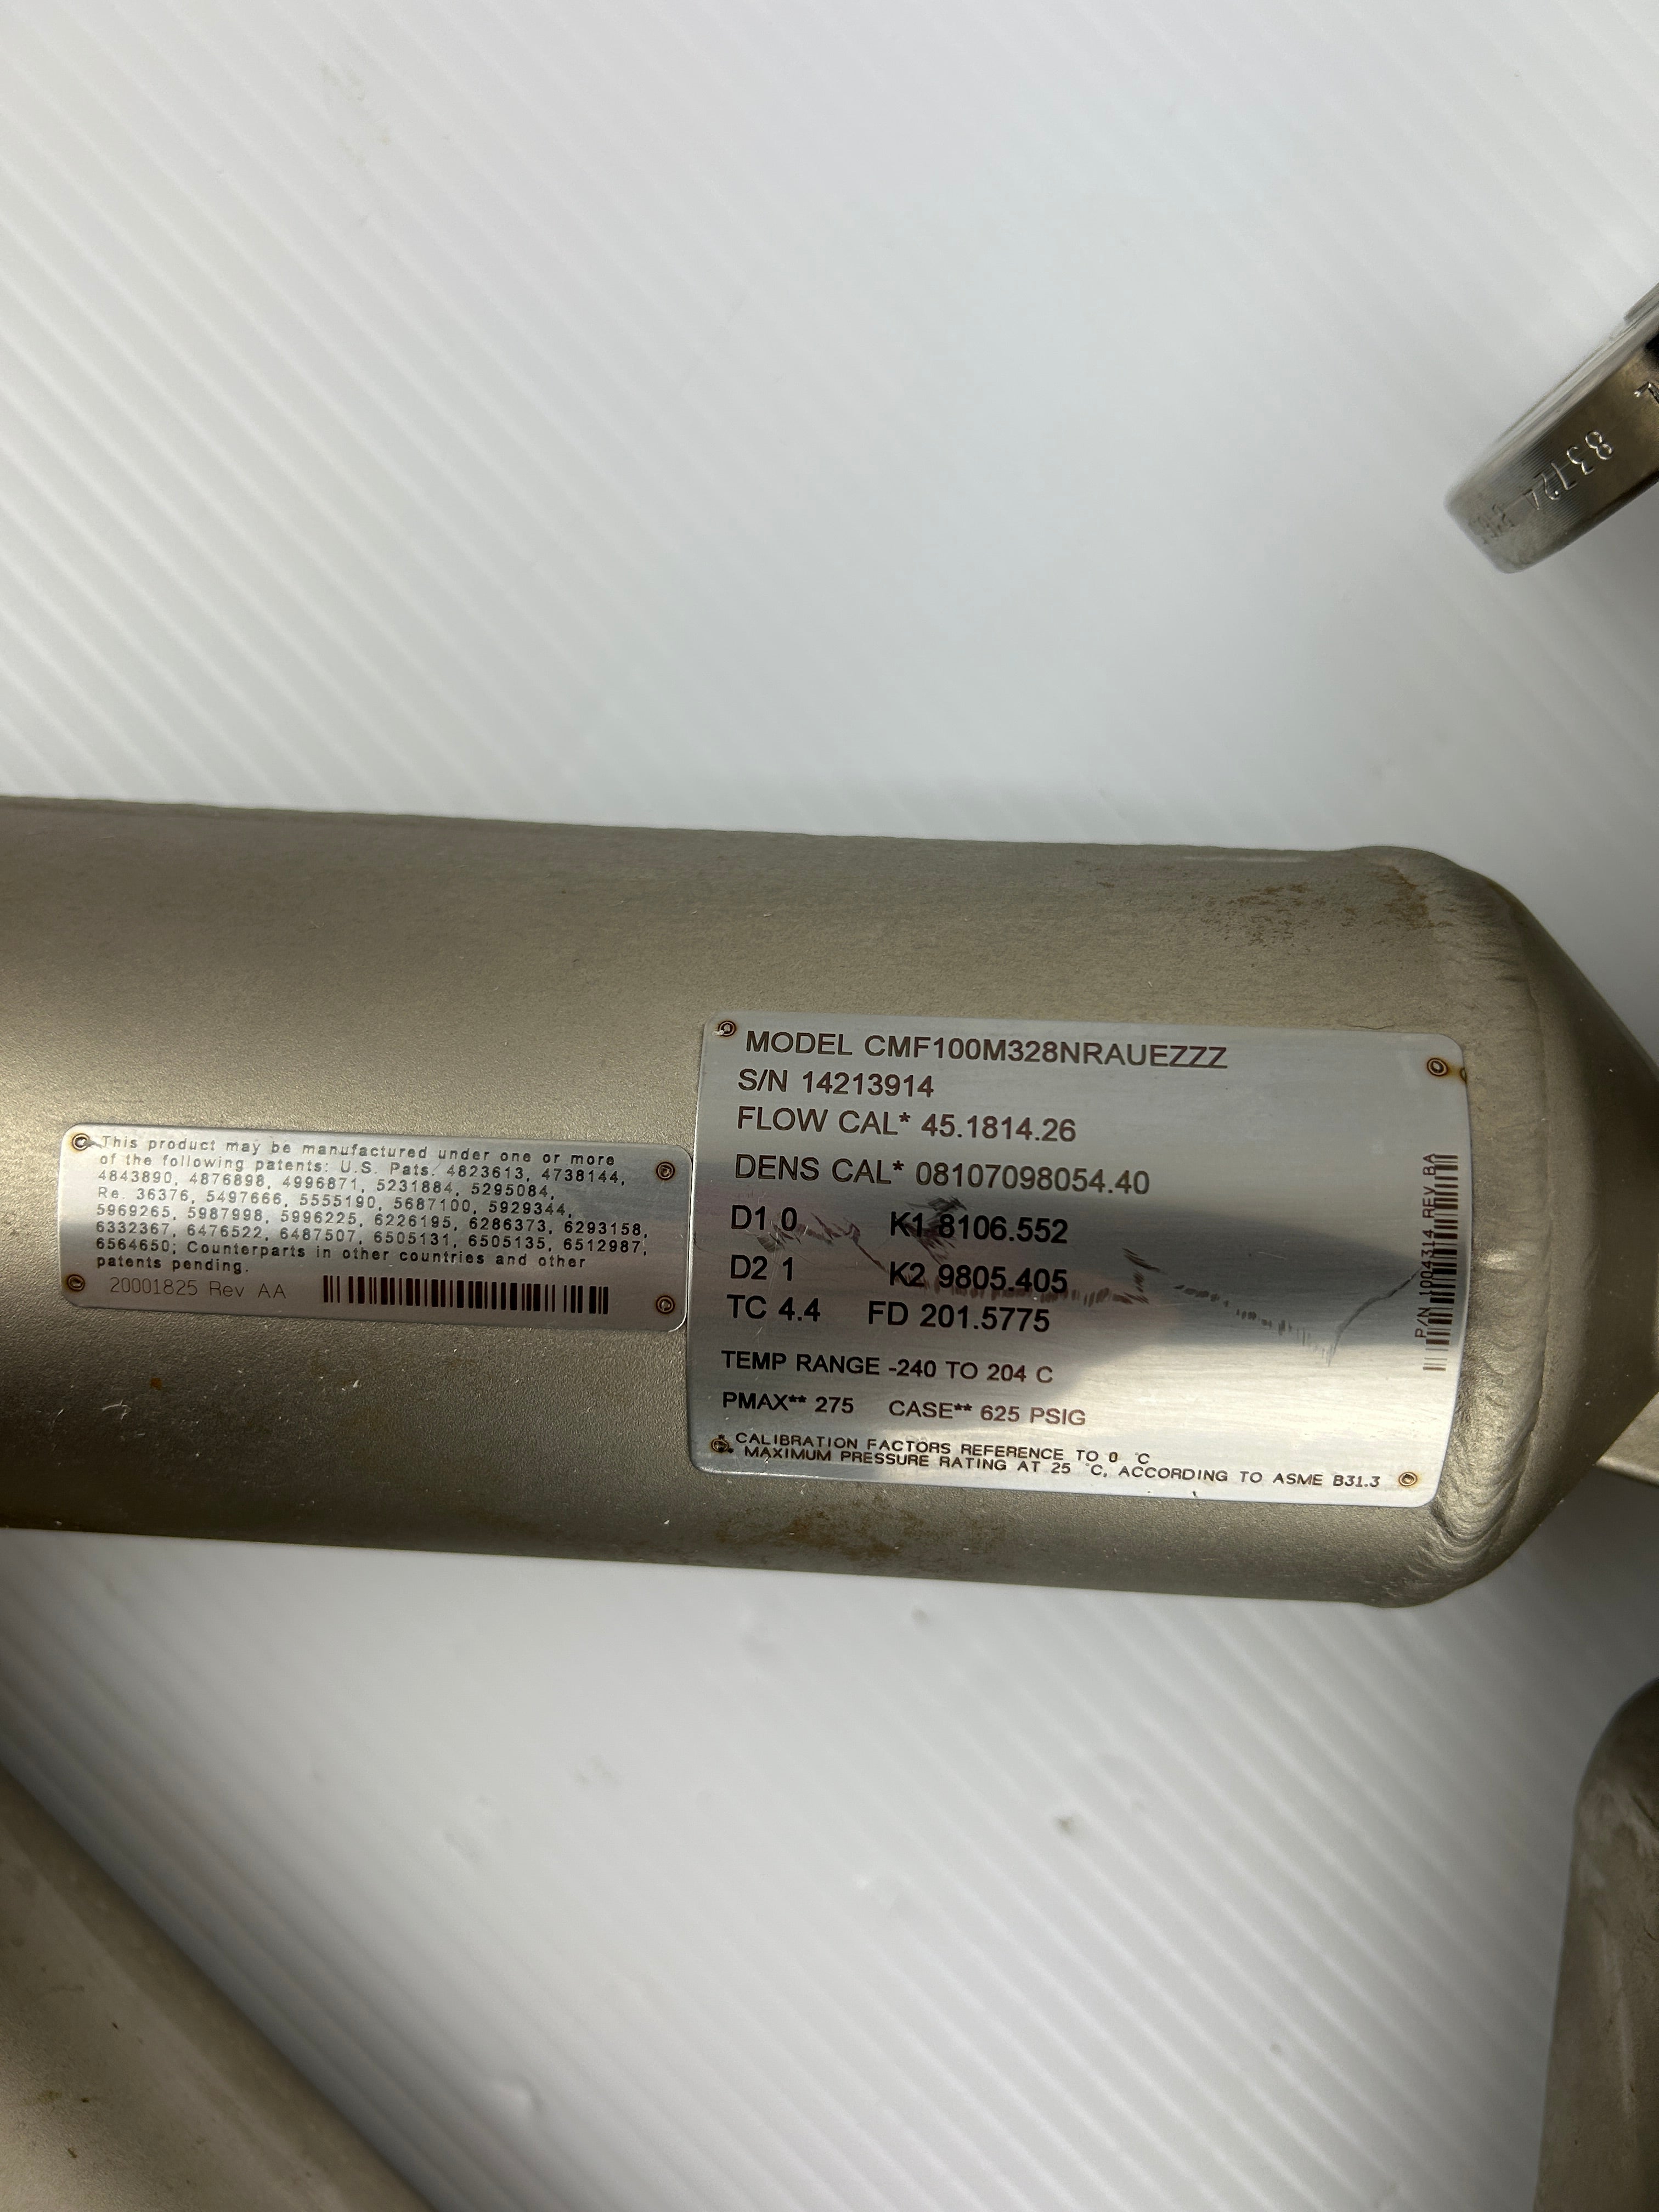 83724
MODEL CMF100M328NRAUEZZZ
S/N 14213914
FLOW CAL* 45.1814.26
DENS CAL* 08107098054.40
D1 0 K1 8106.552
D2 1 K2 9805.405
TC 4.4 FD 201.5775
TEMP RANGE -240 TO 204 C
PMAX** 275 CASE** 625 PSIG
CALIBRATION FACTORS REFERENCE TO 0 °C
MAXIMUM PRESSURE RATING AT 25 °C, ACCORDING TO ASME B31.3
P/N 1004314 REV BA
This product may be manufactured under one or more
of the following patents: U.S. Pats. 4823613, 4738144,
4843890, 4876898, 4996871, 5231884, 5295084,
Re. 36376, 5497666, 5555190, 5687100, 5929344,
5969265, 5987998, 5996225, 6226195, 6286373, 6293158,
6332367, 6476522, 6487507, 6505131, 6505135, 6512987,
6564650; Counterparts in other countries and other
patents pending.
20001825 Rev AA